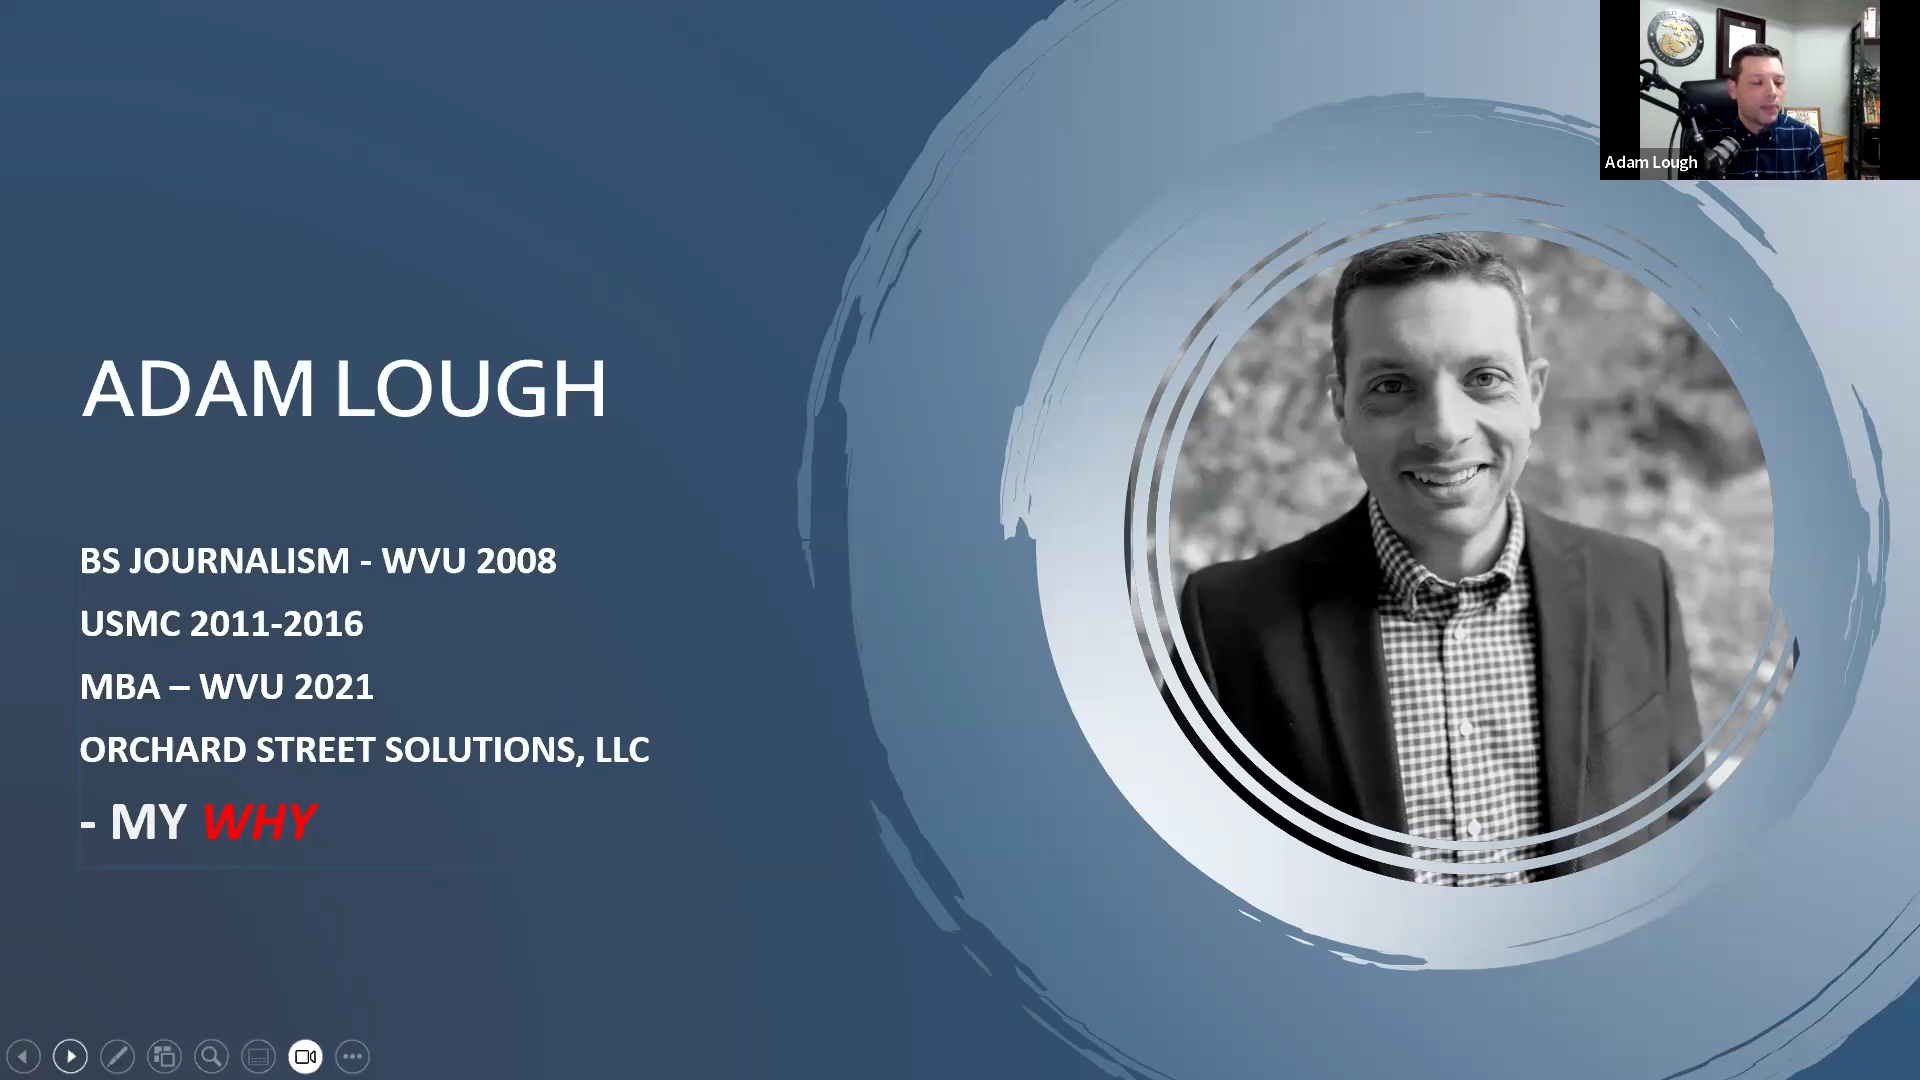 Adam Lough
ADAM LOUGH
BS JOURNALISM - WVU 2008
USMC 2011-2016
MBA – WVU 2021
ORCHARD STREET SOLUTIONS, LLC
- MY WHY